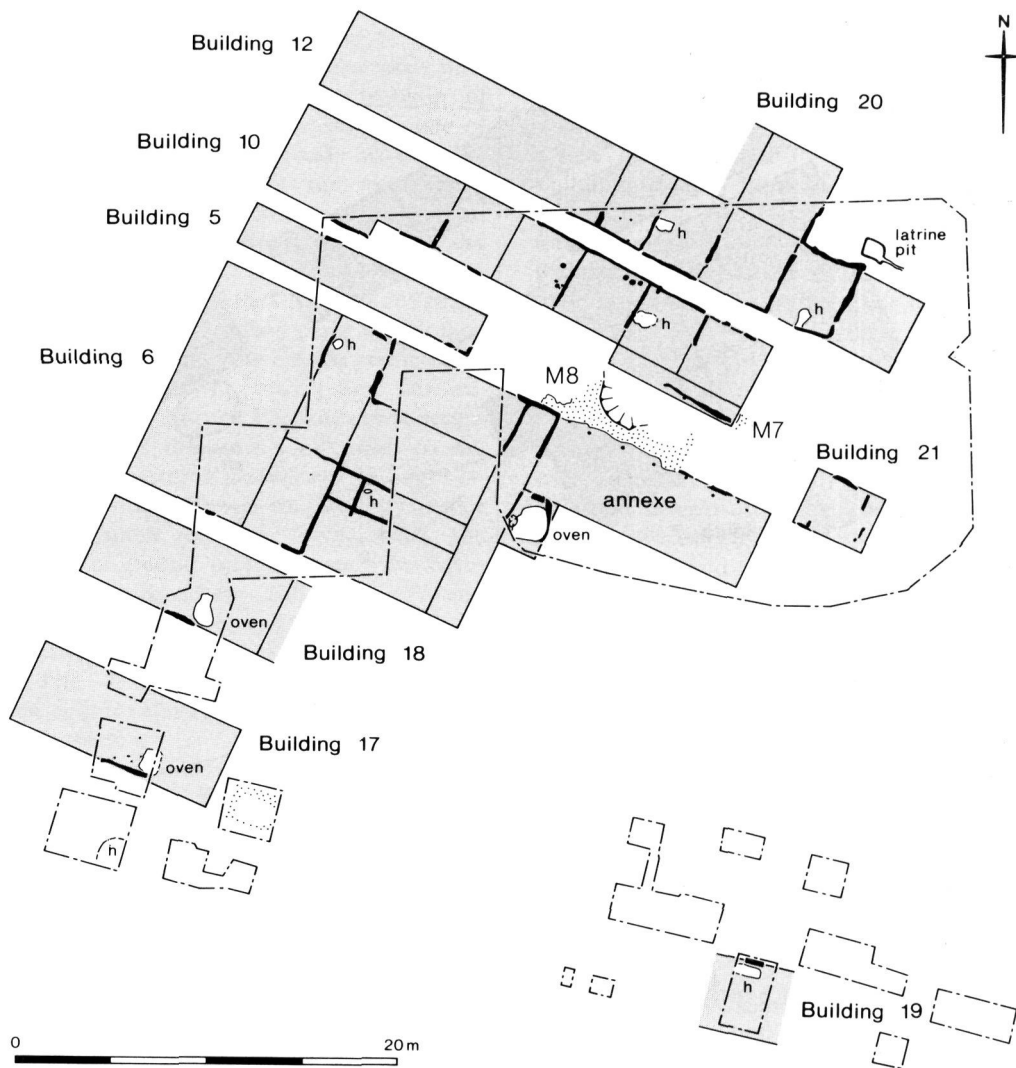 Building 12
N
Building 20
Building 10
Building 5
h
latrine
pit
h
h
Building 6
h
M8
M7
Building 21
annexe
h
oven
oven
Building 18
Building 17
oven
h
h
Building 19
0
20 m